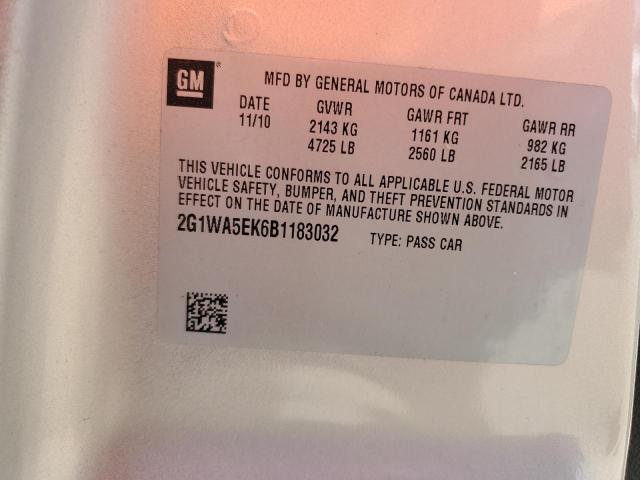 GM ®
MFD BY GENERAL MOTORS OF CANADA LTD.
DATE GVWR GAWR FRT GAWR RR
11/10 2143 KG 1161 KG 982 KG
4725 LB 2560 LB 2165 LB
THIS VEHICLE CONFORMS TO ALL APPLICABLE U.S. FEDERAL MOTOR
VEHICLE SAFETY, BUMPER, AND THEFT PREVENTION STANDARDS IN
EFFECT ON THE DATE OF MANUFACTURE SHOWN ABOVE.
2G1WA5EK6B1183032 TYPE: PASS CAR